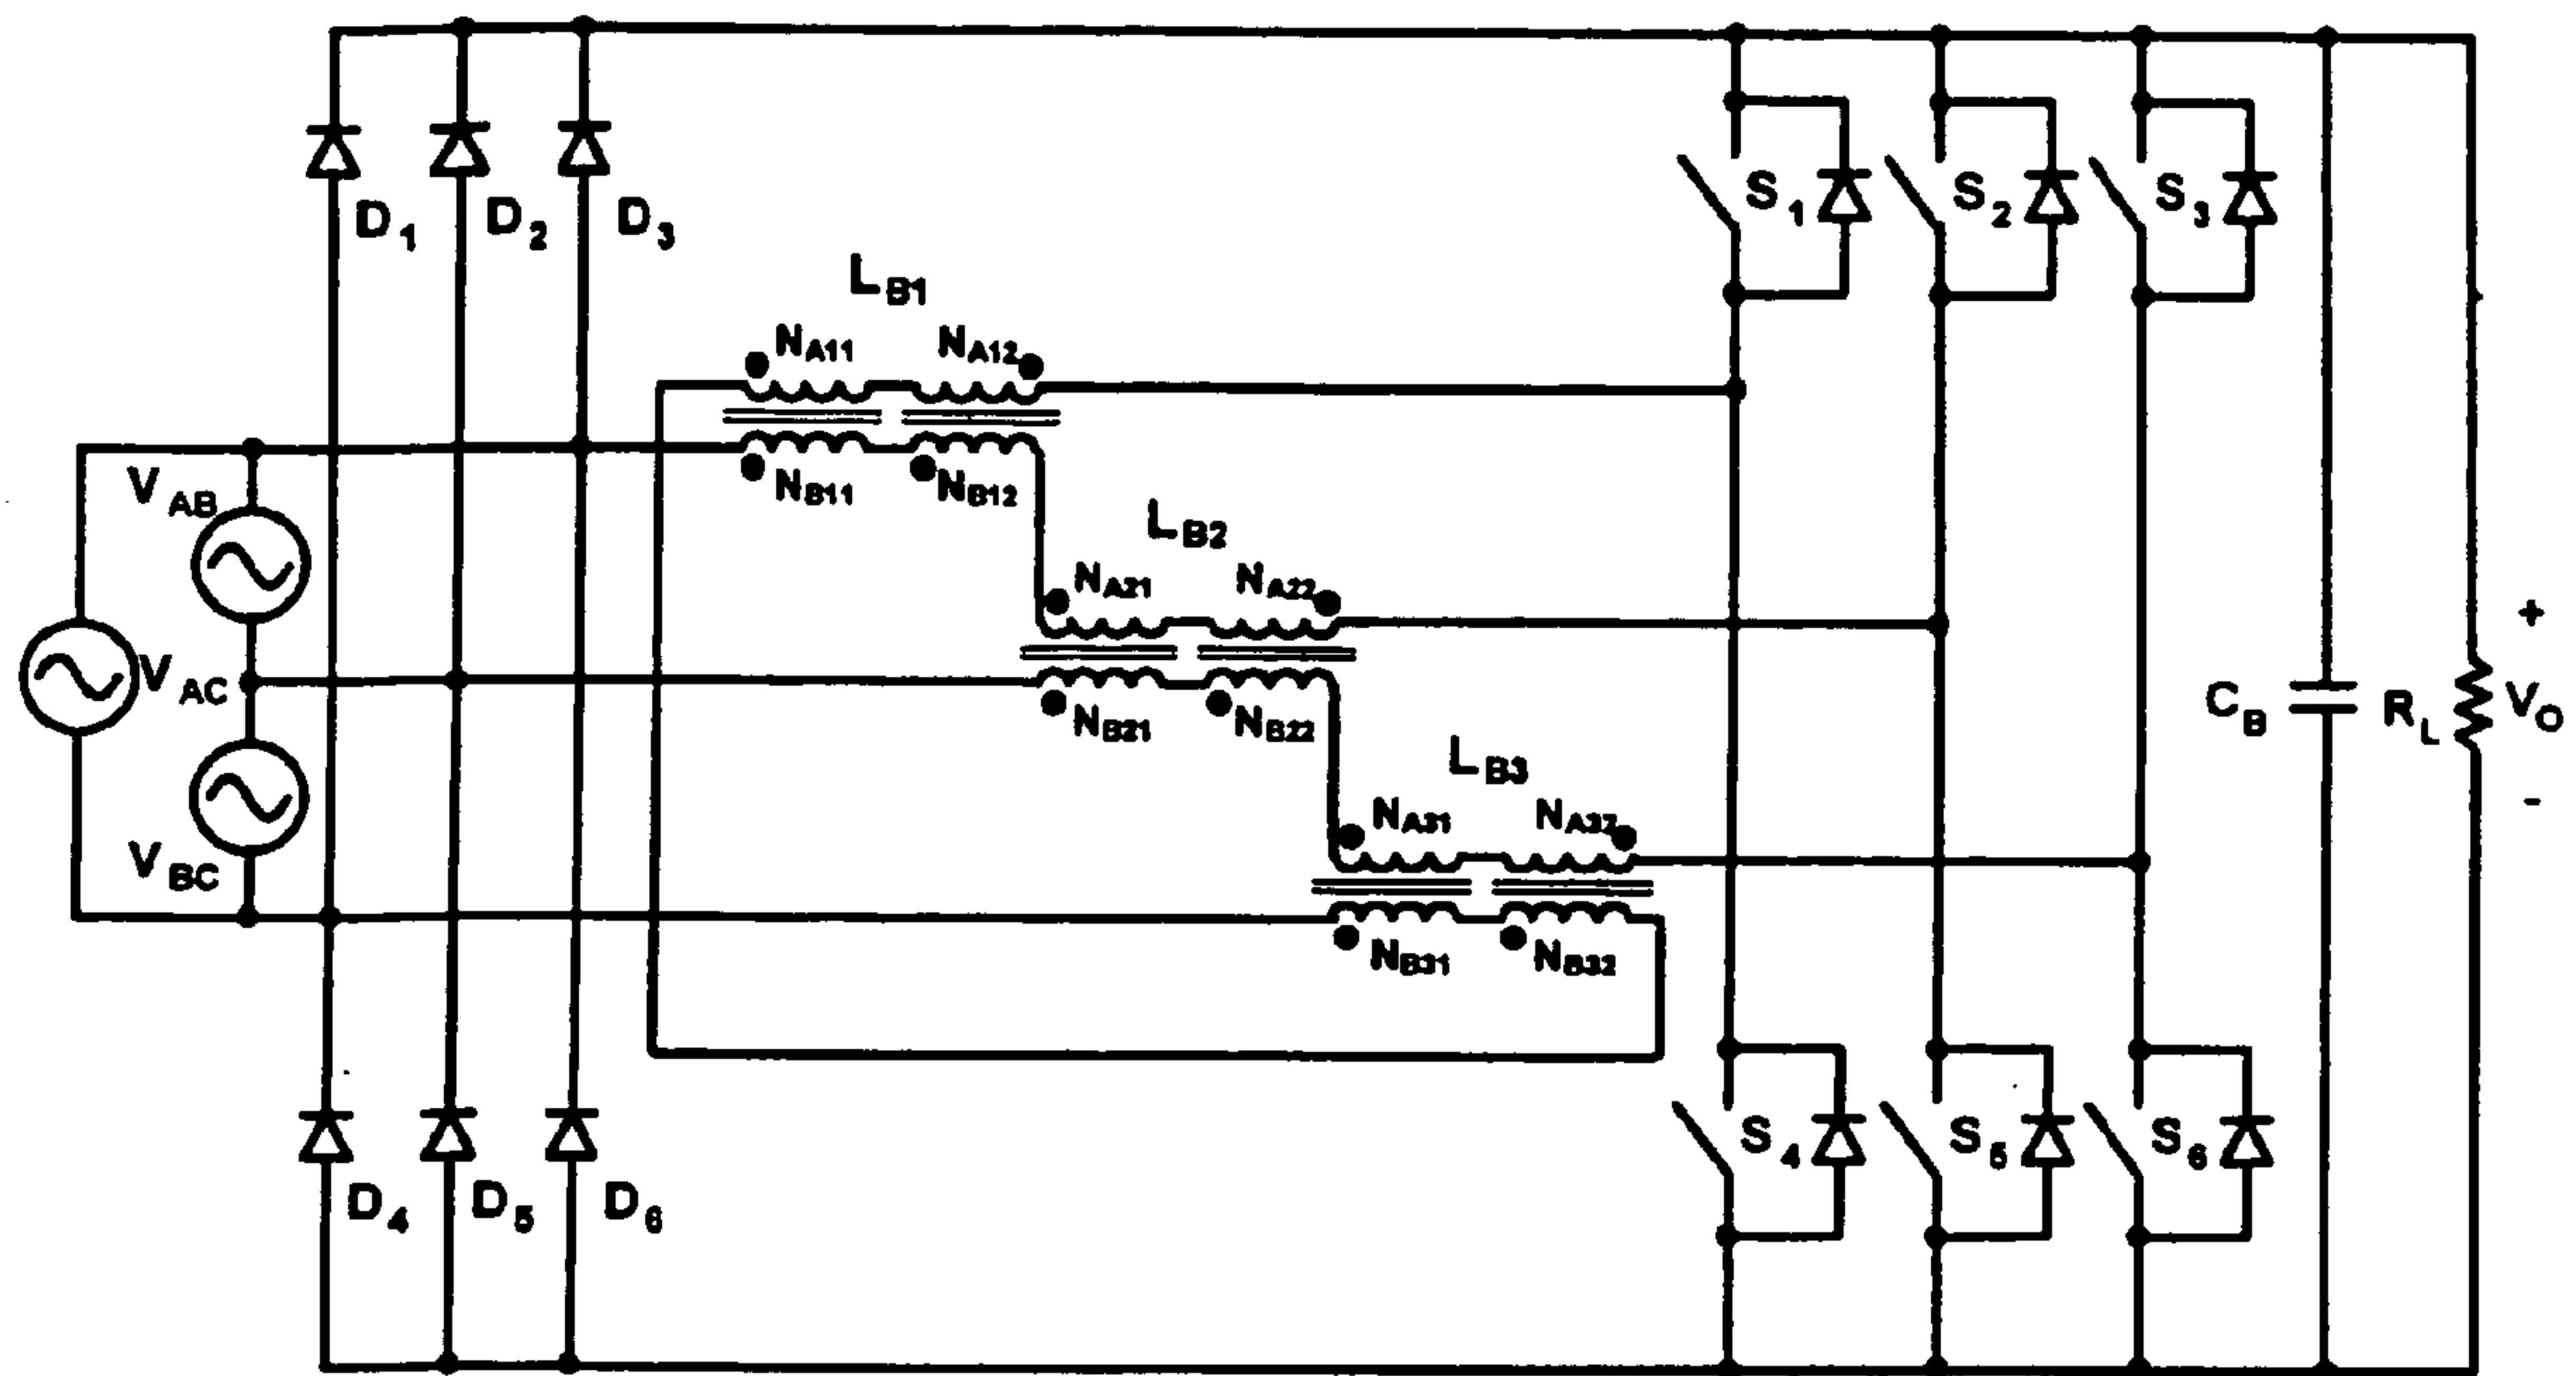 D1
D2
D3
S1
S2
S3
LB1
NA11
NA12
NB11
NB12
VAB
LB2
NA21
NA22
NB21
NB22
VAC
CB
RL
+
VO
-
LB3
NA31
NA32
NB31
NB32
VBC
D4
D5
D6
S4
S5
S6